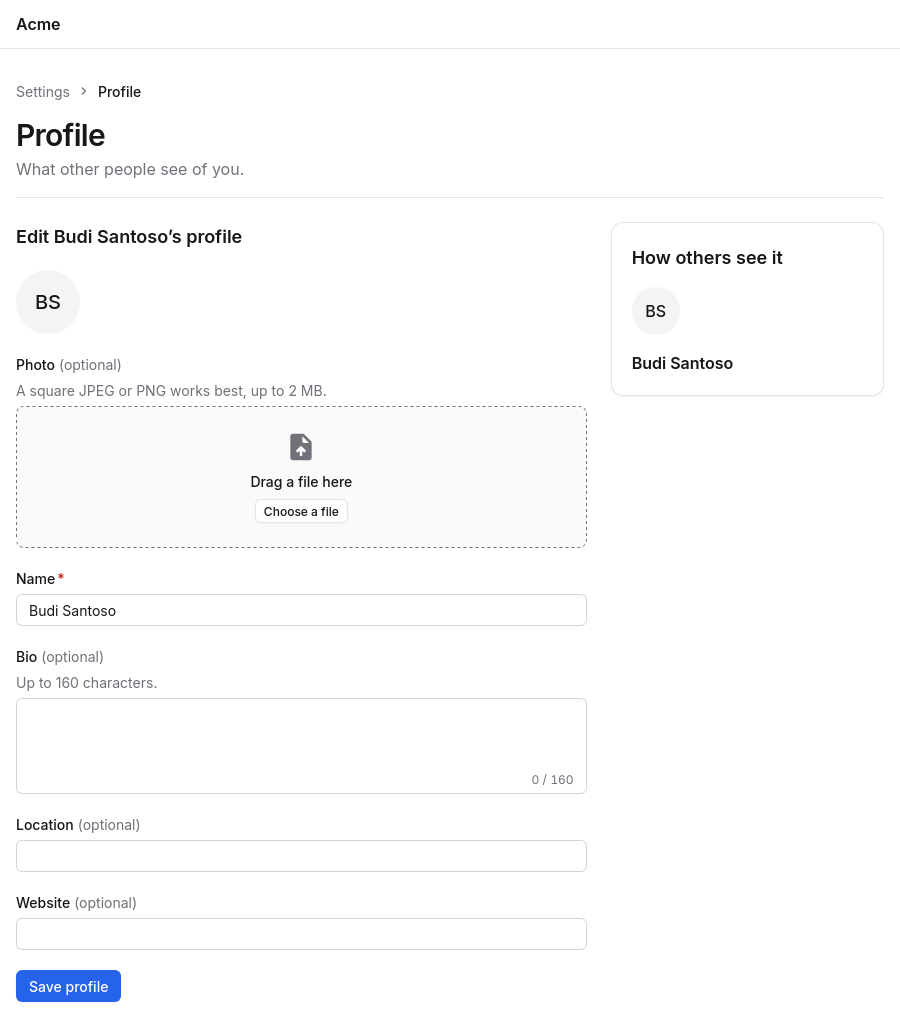 Acme
Settings > Profile
Profile
What other people see of you.
Edit Budi Santoso’s profile
BS
Photo (optional)
A square JPEG or PNG works best, up to 2 MB.
Drag a file here
Choose a file
Name*
Budi Santoso
Bio (optional)
Up to 160 characters.
0 / 160
Location (optional)
Website (optional)
Save profile
How others see it
BS
Budi Santoso